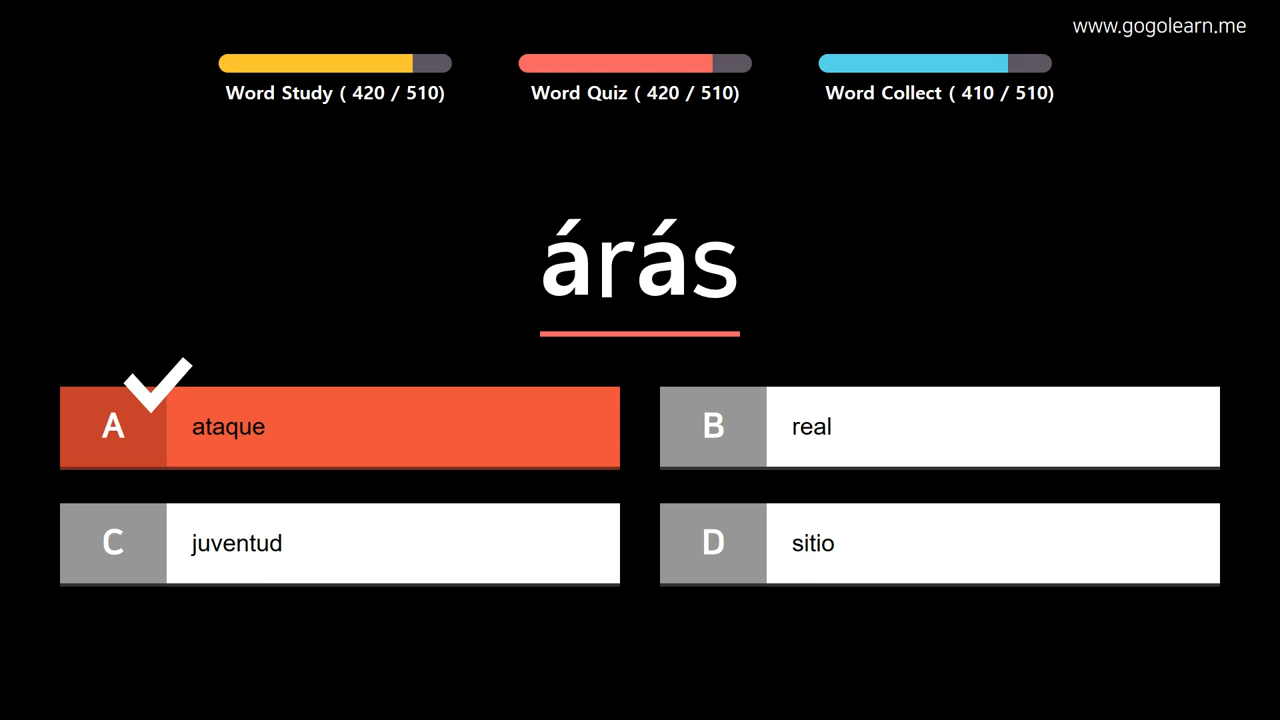 www.gogolearn.me
Word Study ( 420 / 510)
Word Quiz ( 420 / 510)
Word Collect ( 410 / 510)
árás
A ataque
B real
C juventud
D sitio